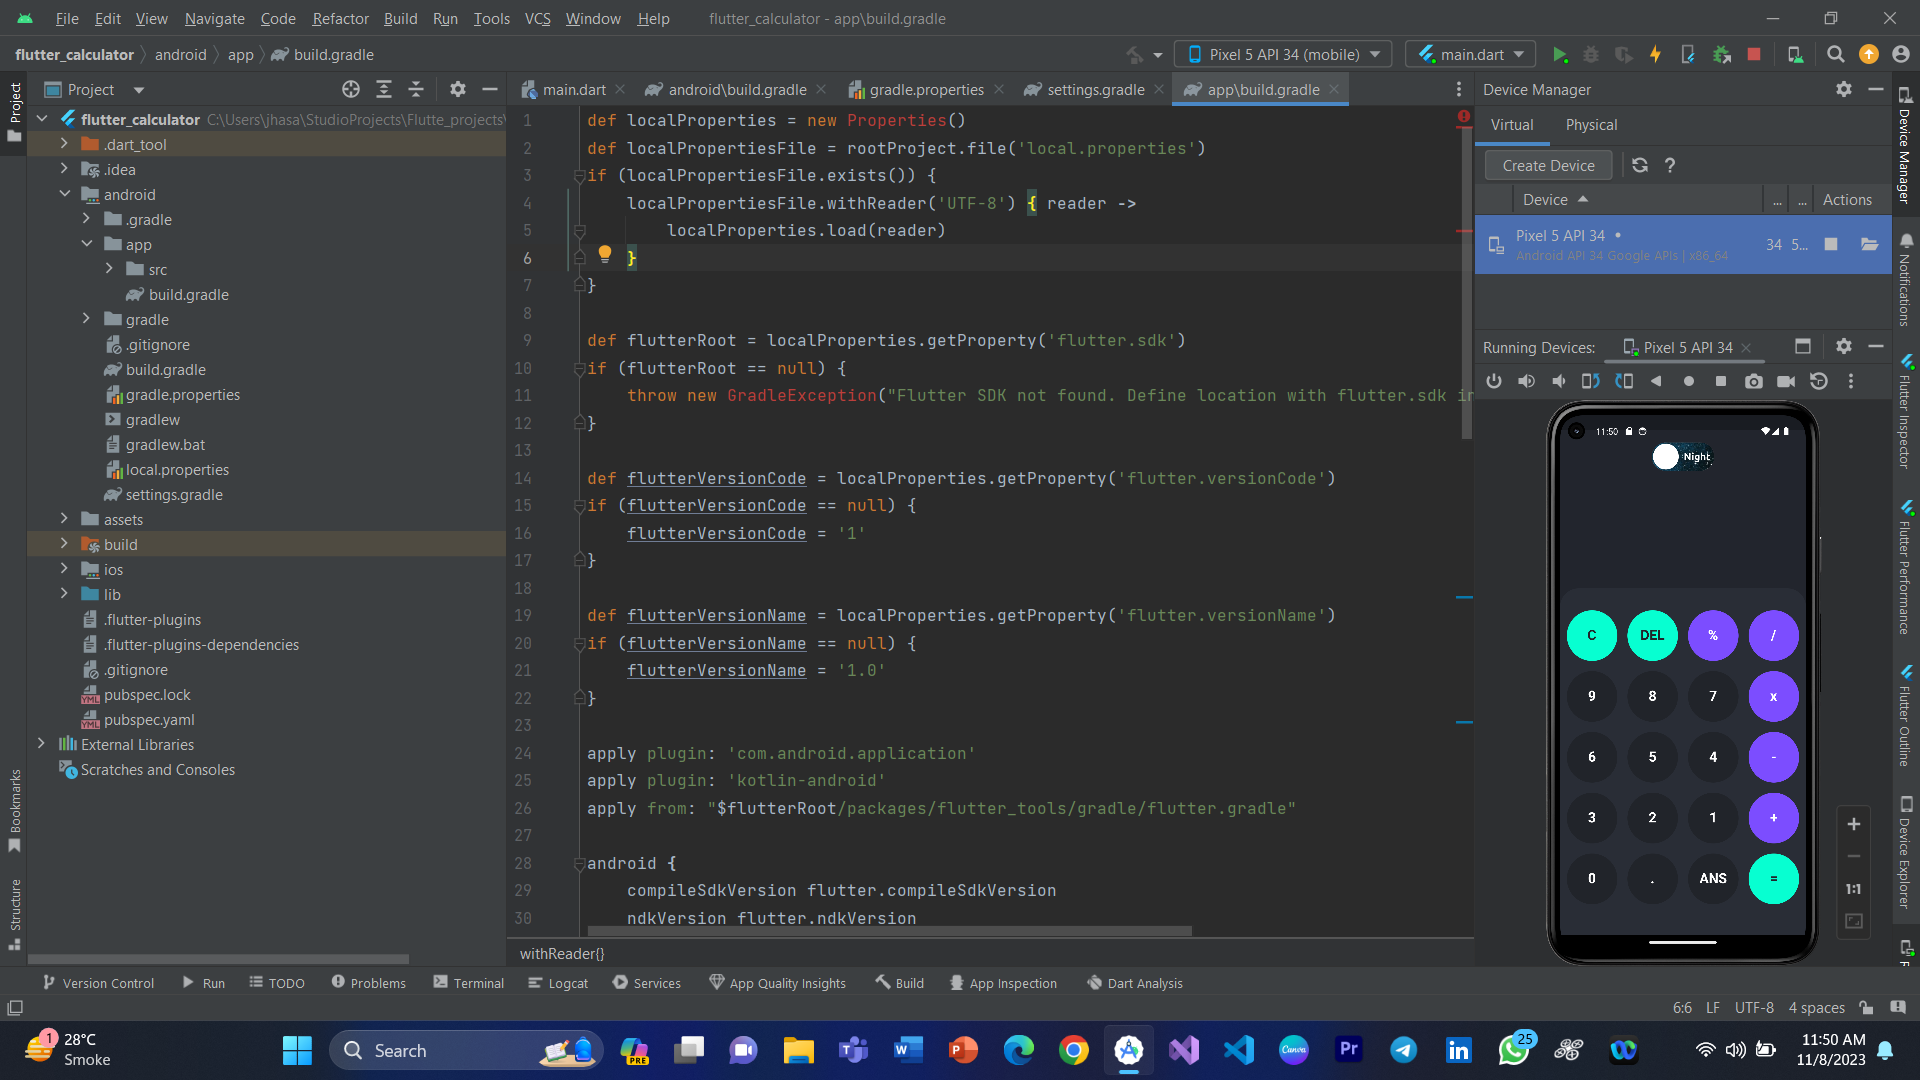 File Edit View Navigate Code Refactor Build Run Tools VCS Window Help flutter_calculator - app\build.gradle
flutter_calculator android app build.gradle
Pixel 5 API 34 (mobile) main.dart
Project
Project
flutter_calculator C:\Users\jhasa\StudioProjects\Flutte_projects\
.dart_tool
.idea
android
.gradle
app
src
build.gradle
gradle
.gitignore
build.gradle
gradle.properties
gradlew
gradlew.bat
local.properties
settings.gradle
assets
build
ios
lib
.flutter-plugins
.flutter-plugins-dependencies
.gitignore
pubspec.lock
pubspec.yaml
External Libraries
Scratches and Consoles
Bookmarks
Structure
main.dart android\build.gradle gradle.properties settings.gradle app\build.gradle
1 def localProperties = new Properties()
2 def localPropertiesFile = rootProject.file('local.properties')
3 if (localPropertiesFile.exists()) {
4 localPropertiesFile.withReader('UTF-8') { reader ->
5 localProperties.load(reader)
6 }
7 }
8
9 def flutterRoot = localProperties.getProperty('flutter.sdk')
10 if (flutterRoot == null) {
11 throw new GradleException("Flutter SDK not found. Define location with flutter.sdk in
12 }
13
14 def flutterVersionCode = localProperties.getProperty('flutter.versionCode')
15 if (flutterVersionCode == null) {
16 flutterVersionCode = '1'
17 }
18
19 def flutterVersionName = localProperties.getProperty('flutter.versionName')
20 if (flutterVersionName == null) {
21 flutterVersionName = '1.0'
22 }
23
24 apply plugin: 'com.android.application'
25 apply plugin: 'kotlin-android'
26 apply from: "$flutterRoot/packages/flutter_tools/gradle/flutter.gradle"
27
28 android {
29 compileSdkVersion flutter.compileSdkVersion
30 ndkVersion flutter.ndkVersion
withReader{}
Device Manager
Virtual Physical
Create Device ?
Device ... ... Actions
Pixel 5 API 34 • 34 5...
Android API 34 Google APIs | x86_64
Running Devices: Pixel 5 API 34
11:50
Night
C DEL % /
9 8 7 x
6 5 4 -
3 2 1 +
0 . ANS =
1:1
Device Manager
Notifications
Flutter Inspector
Flutter Performance
Flutter Outline
Device Explorer
Version Control Run TODO Problems Terminal Logcat Services App Quality Insights Build App Inspection Dart Analysis
6:6 LF UTF-8 4 spaces
1 28°C
Smoke
Search
PRE
Canva
Pr
25
11:50 AM
11/8/2023